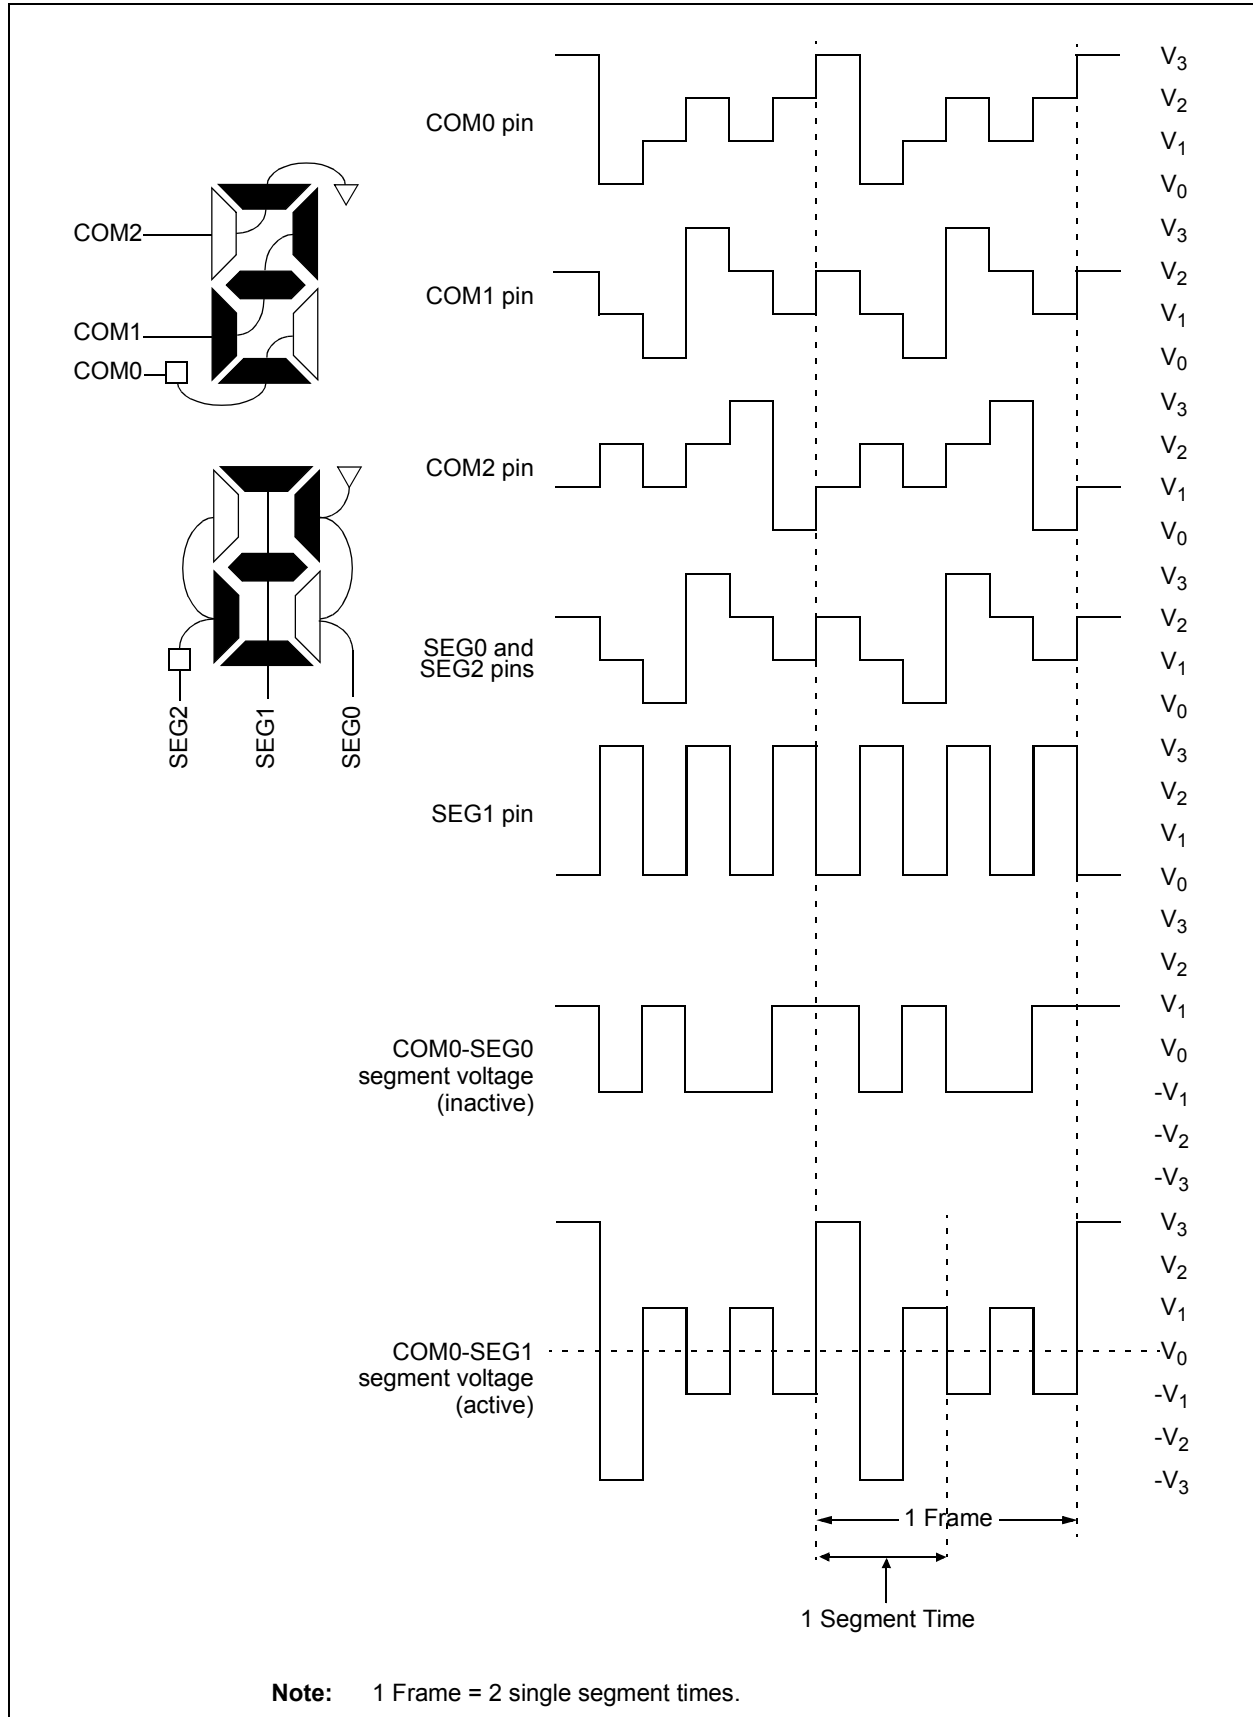 COM2
COM1
COM0
SEG2
SEG1
SEG0
COM0 pin
V3
V2
V1
V0
COM1 pin
V3
V2
V1
V0
COM2 pin
V3
V2
V1
V0
SEG0 and
SEG2 pins
V3
V2
V1
V0
SEG1 pin
V3
V2
V1
V0
COM0-SEG0
segment voltage
(inactive)
V3
V2
V1
V0
-V1
-V2
-V3
COM0-SEG1
segment voltage
(active)
V3
V2
V1
V0
-V1
-V2
-V3
1 Frame
1 Segment Time
Note: 1 Frame = 2 single segment times.